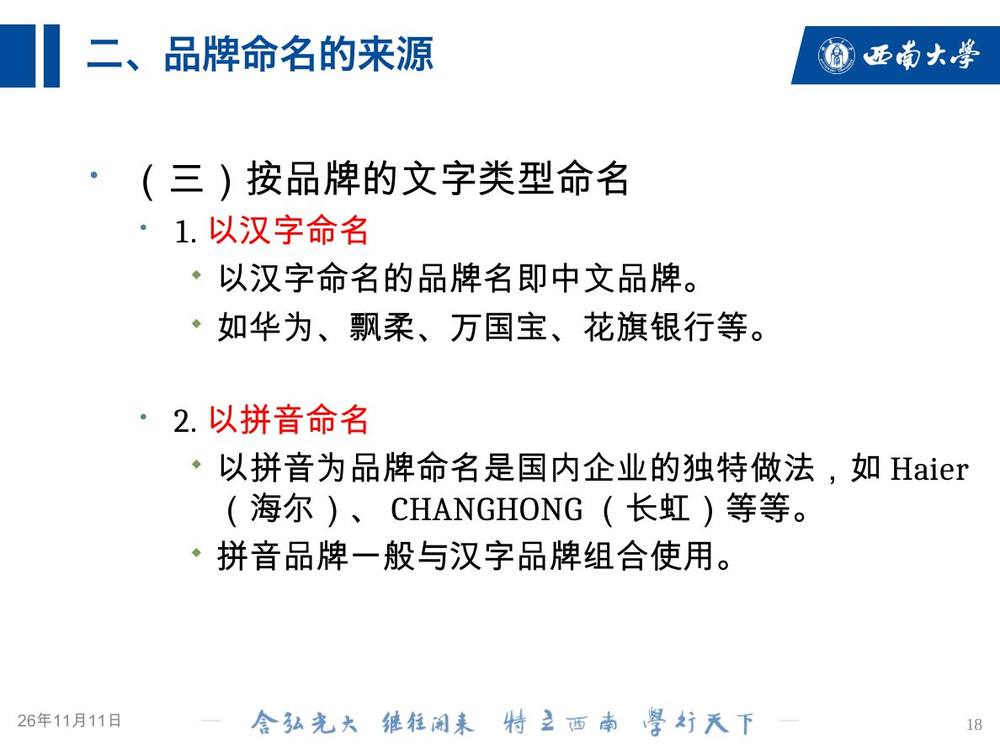 二、品牌命名的来源
西南大学
• （三）按品牌的文字类型命名
• 1. 以汉字命名
以汉字命名的品牌名即中文品牌。
如华为、飘柔、万国宝、花旗银行等。
• 2. 以拼音命名
以拼音为品牌命名是国内企业的独特做法，如 Haier
（海尔）、 CHANGHONG （长虹）等等。
拼音品牌一般与汉字品牌组合使用。
26年11月11日
含弘光大 继往开来 特立西南 學行天下
18